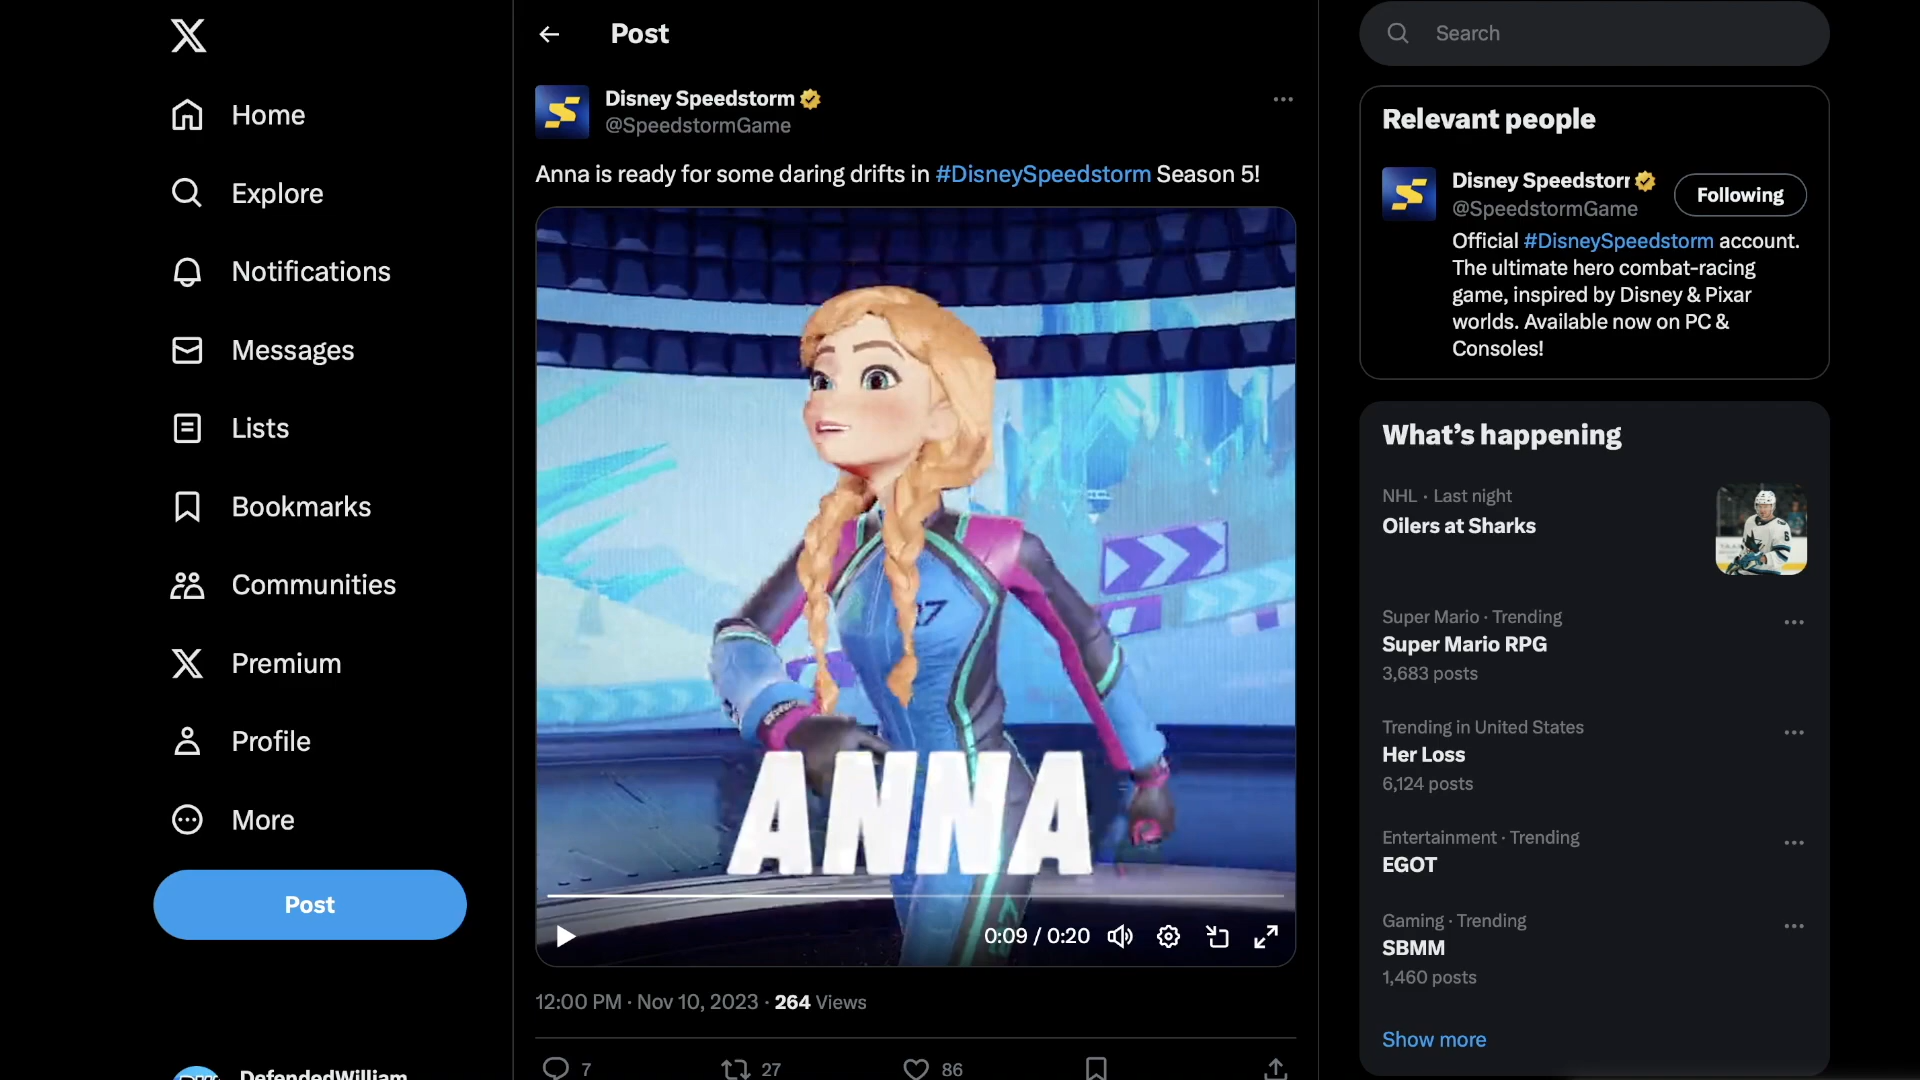 Home
Explore
Notifications
Messages
Lists
Bookmarks
Communities
Premium
Profile
More
Post
DefendedWilliam
Post
Disney Speedstorm
@SpeedstormGame
Anna is ready for some daring drifts in #DisneySpeedstorm Season 5!
ANNA
0:09 / 0:20
12:00 PM · Nov 10, 2023 · 264 Views
7 27 86
Search
Relevant people
Disney Speedstorr
@SpeedstormGame
Following
Official #DisneySpeedstorm account.
The ultimate hero combat-racing
game, inspired by Disney & Pixar
worlds. Available now on PC &
Consoles!
What’s happening
NHL · Last night
Oilers at Sharks
Super Mario · Trending
Super Mario RPG
3,683 posts
Trending in United States
Her Loss
6,124 posts
Entertainment · Trending
EGOT
Gaming · Trending
SBMM
1,460 posts
Show more